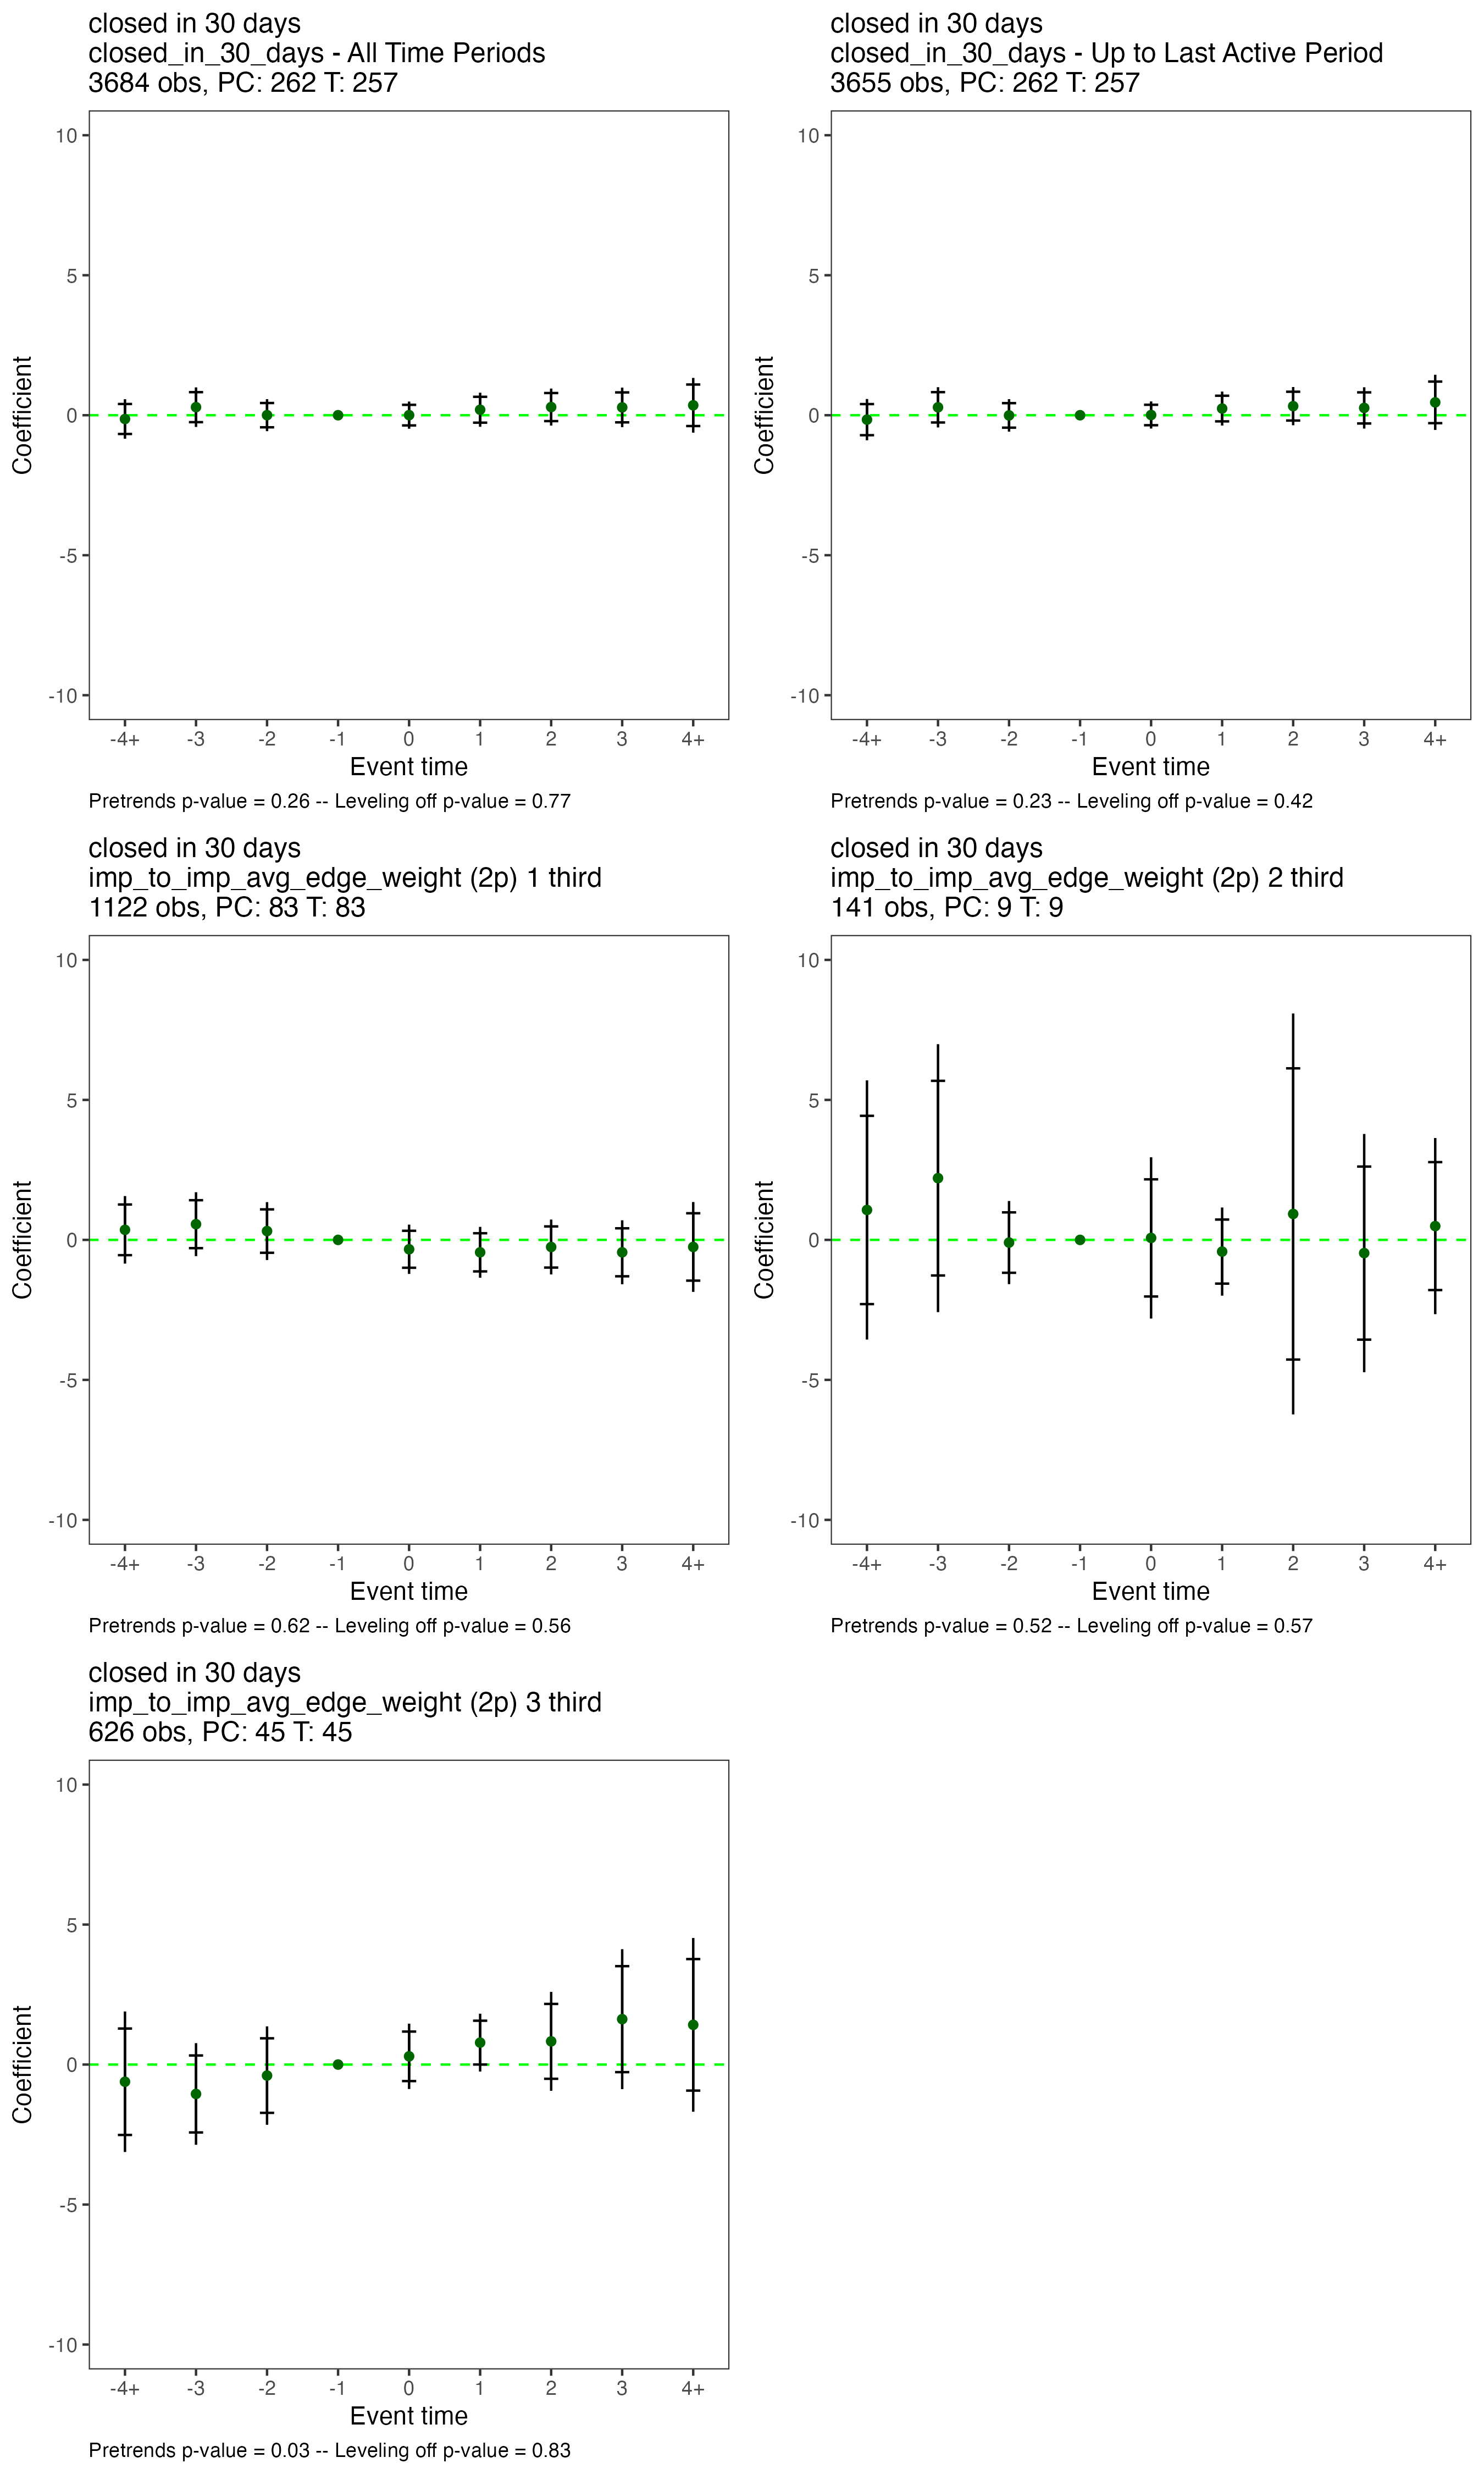 closed in 30 days
closed_in_30_days - All Time Periods
3684 obs, PC: 262 T: 257
10
5
0
-5
-10
Coefficient
-4+ -3 -2 -1 0 1 2 3 4+
Event time
Pretrends p-value = 0.26 -- Leveling off p-value = 0.77
closed in 30 days
closed_in_30_days - Up to Last Active Period
3655 obs, PC: 262 T: 257
10
5
0
-5
-10
Coefficient
-4+ -3 -2 -1 0 1 2 3 4+
Event time
Pretrends p-value = 0.23 -- Leveling off p-value = 0.42
closed in 30 days
imp_to_imp_avg_edge_weight (2p) 1 third
1122 obs, PC: 83 T: 83
10
5
0
-5
-10
Coefficient
-4+ -3 -2 -1 0 1 2 3 4+
Event time
Pretrends p-value = 0.62 -- Leveling off p-value = 0.56
closed in 30 days
imp_to_imp_avg_edge_weight (2p) 2 third
141 obs, PC: 9 T: 9
10
5
0
-5
-10
Coefficient
-4+ -3 -2 -1 0 1 2 3 4+
Event time
Pretrends p-value = 0.52 -- Leveling off p-value = 0.57
closed in 30 days
imp_to_imp_avg_edge_weight (2p) 3 third
626 obs, PC: 45 T: 45
10
5
0
-5
-10
Coefficient
-4+ -3 -2 -1 0 1 2 3 4+
Event time
Pretrends p-value = 0.03 -- Leveling off p-value = 0.83